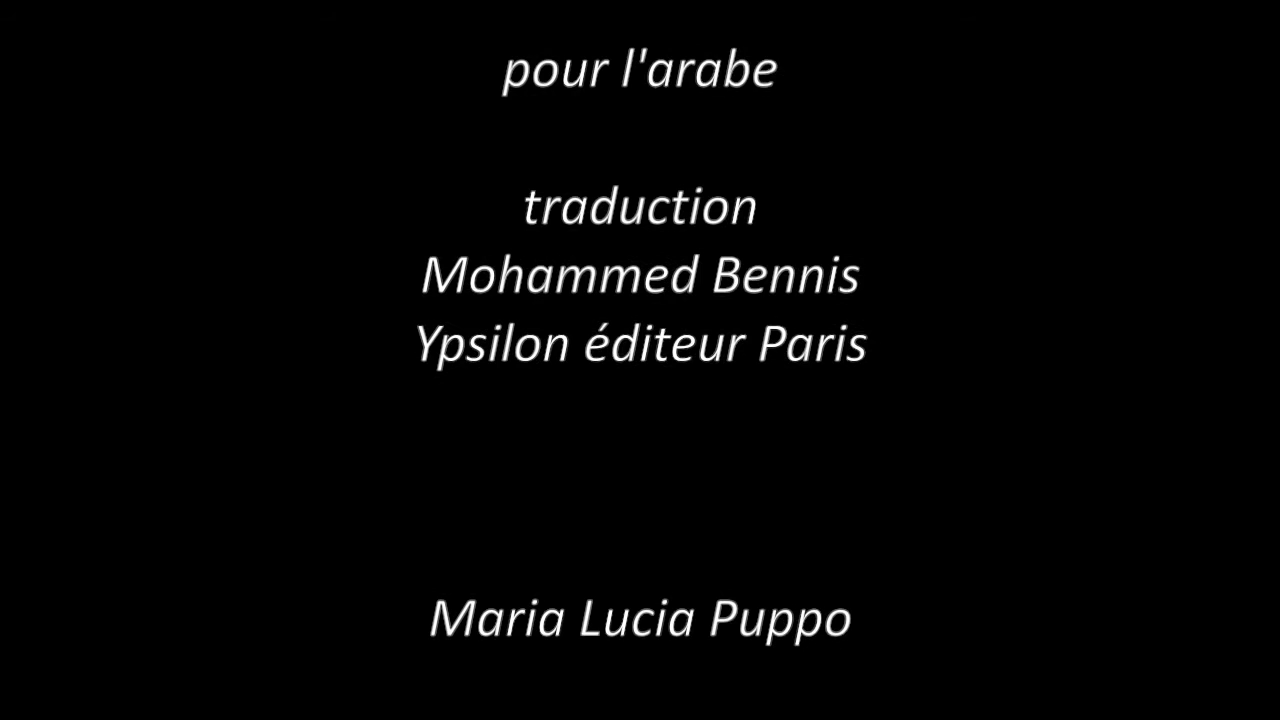 pour l'arabe
traduction
Mohammed Bennis
Ypsilon éditeur Paris
Maria Lucia Puppo